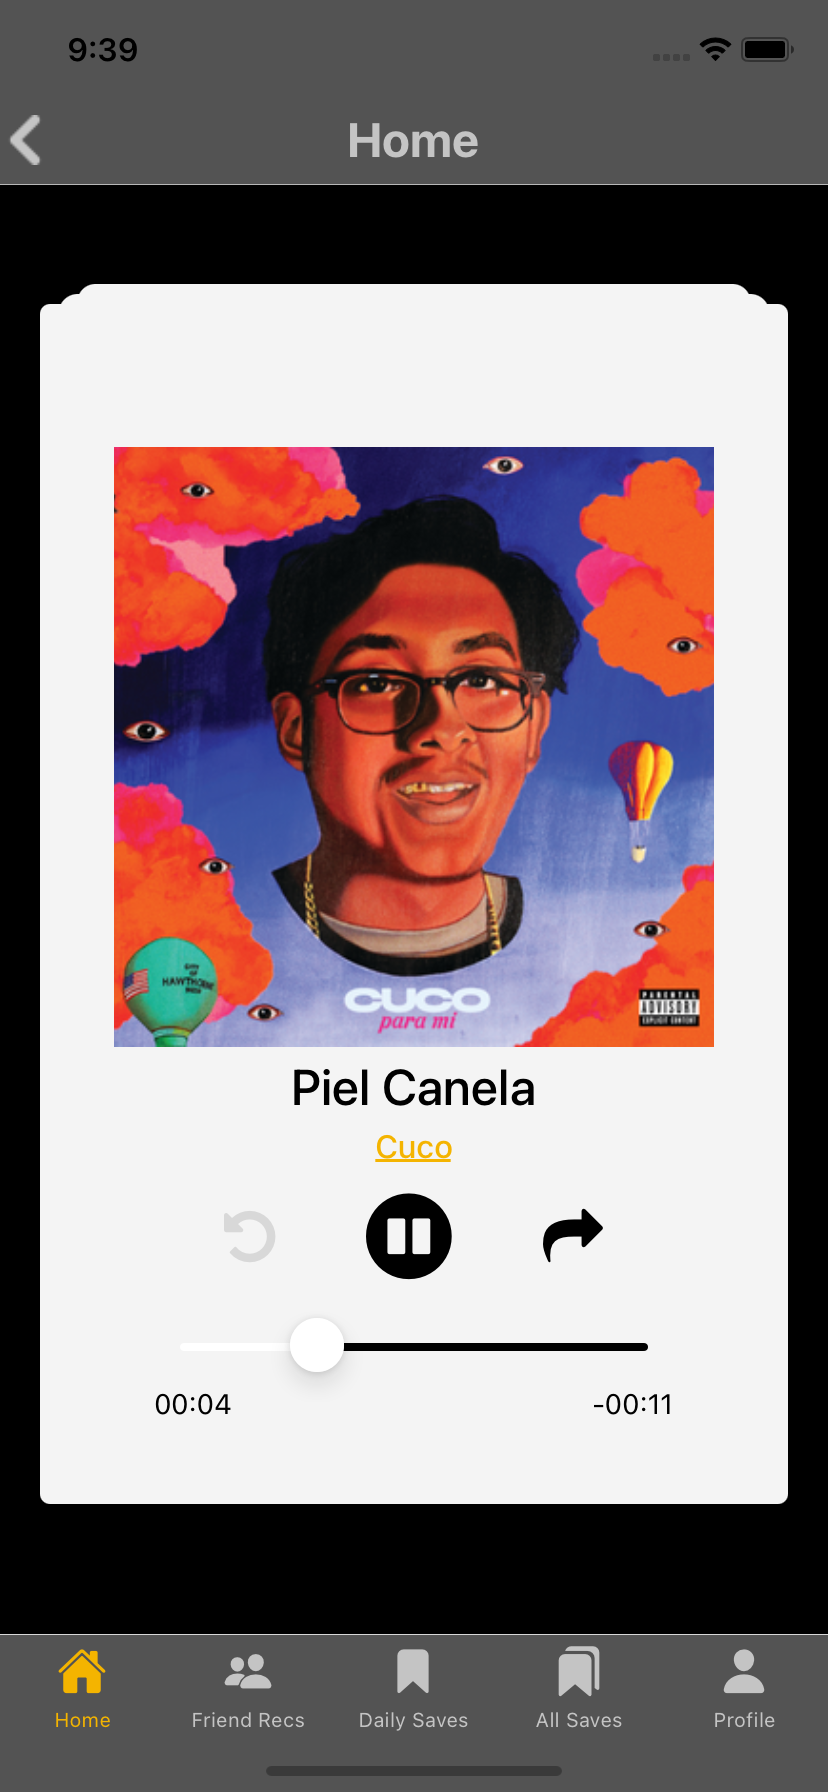 9:39
Home
CITY
OF
HAWTHORNE
CUCO
para mi
PARENTAL
ADVISORY
EXPLICIT CONTENT
Piel Canela
Cuco
00:04 -00:11
Home Friend Recs Daily Saves All Saves Profile